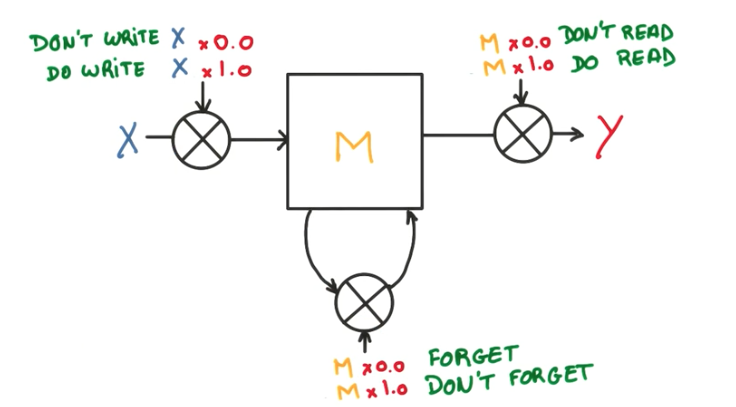 DON'T WRITE X x0.0
DO WRITE X x1.0
M x0.0 DON'T READ
M x1.0 DO READ
X
M
Y
M x0.0 FORGET
M x1.0 DON'T FORGET